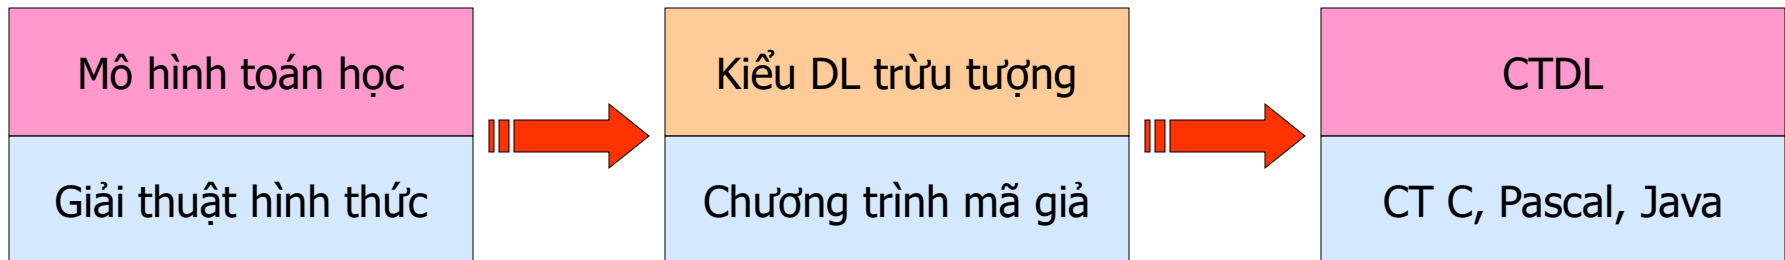 Mô hình toán học
Giải thuật hình thức
Kiểu DL trừu tượng
Chương trình mã giả
CTDL
CT C, Pascal, Java